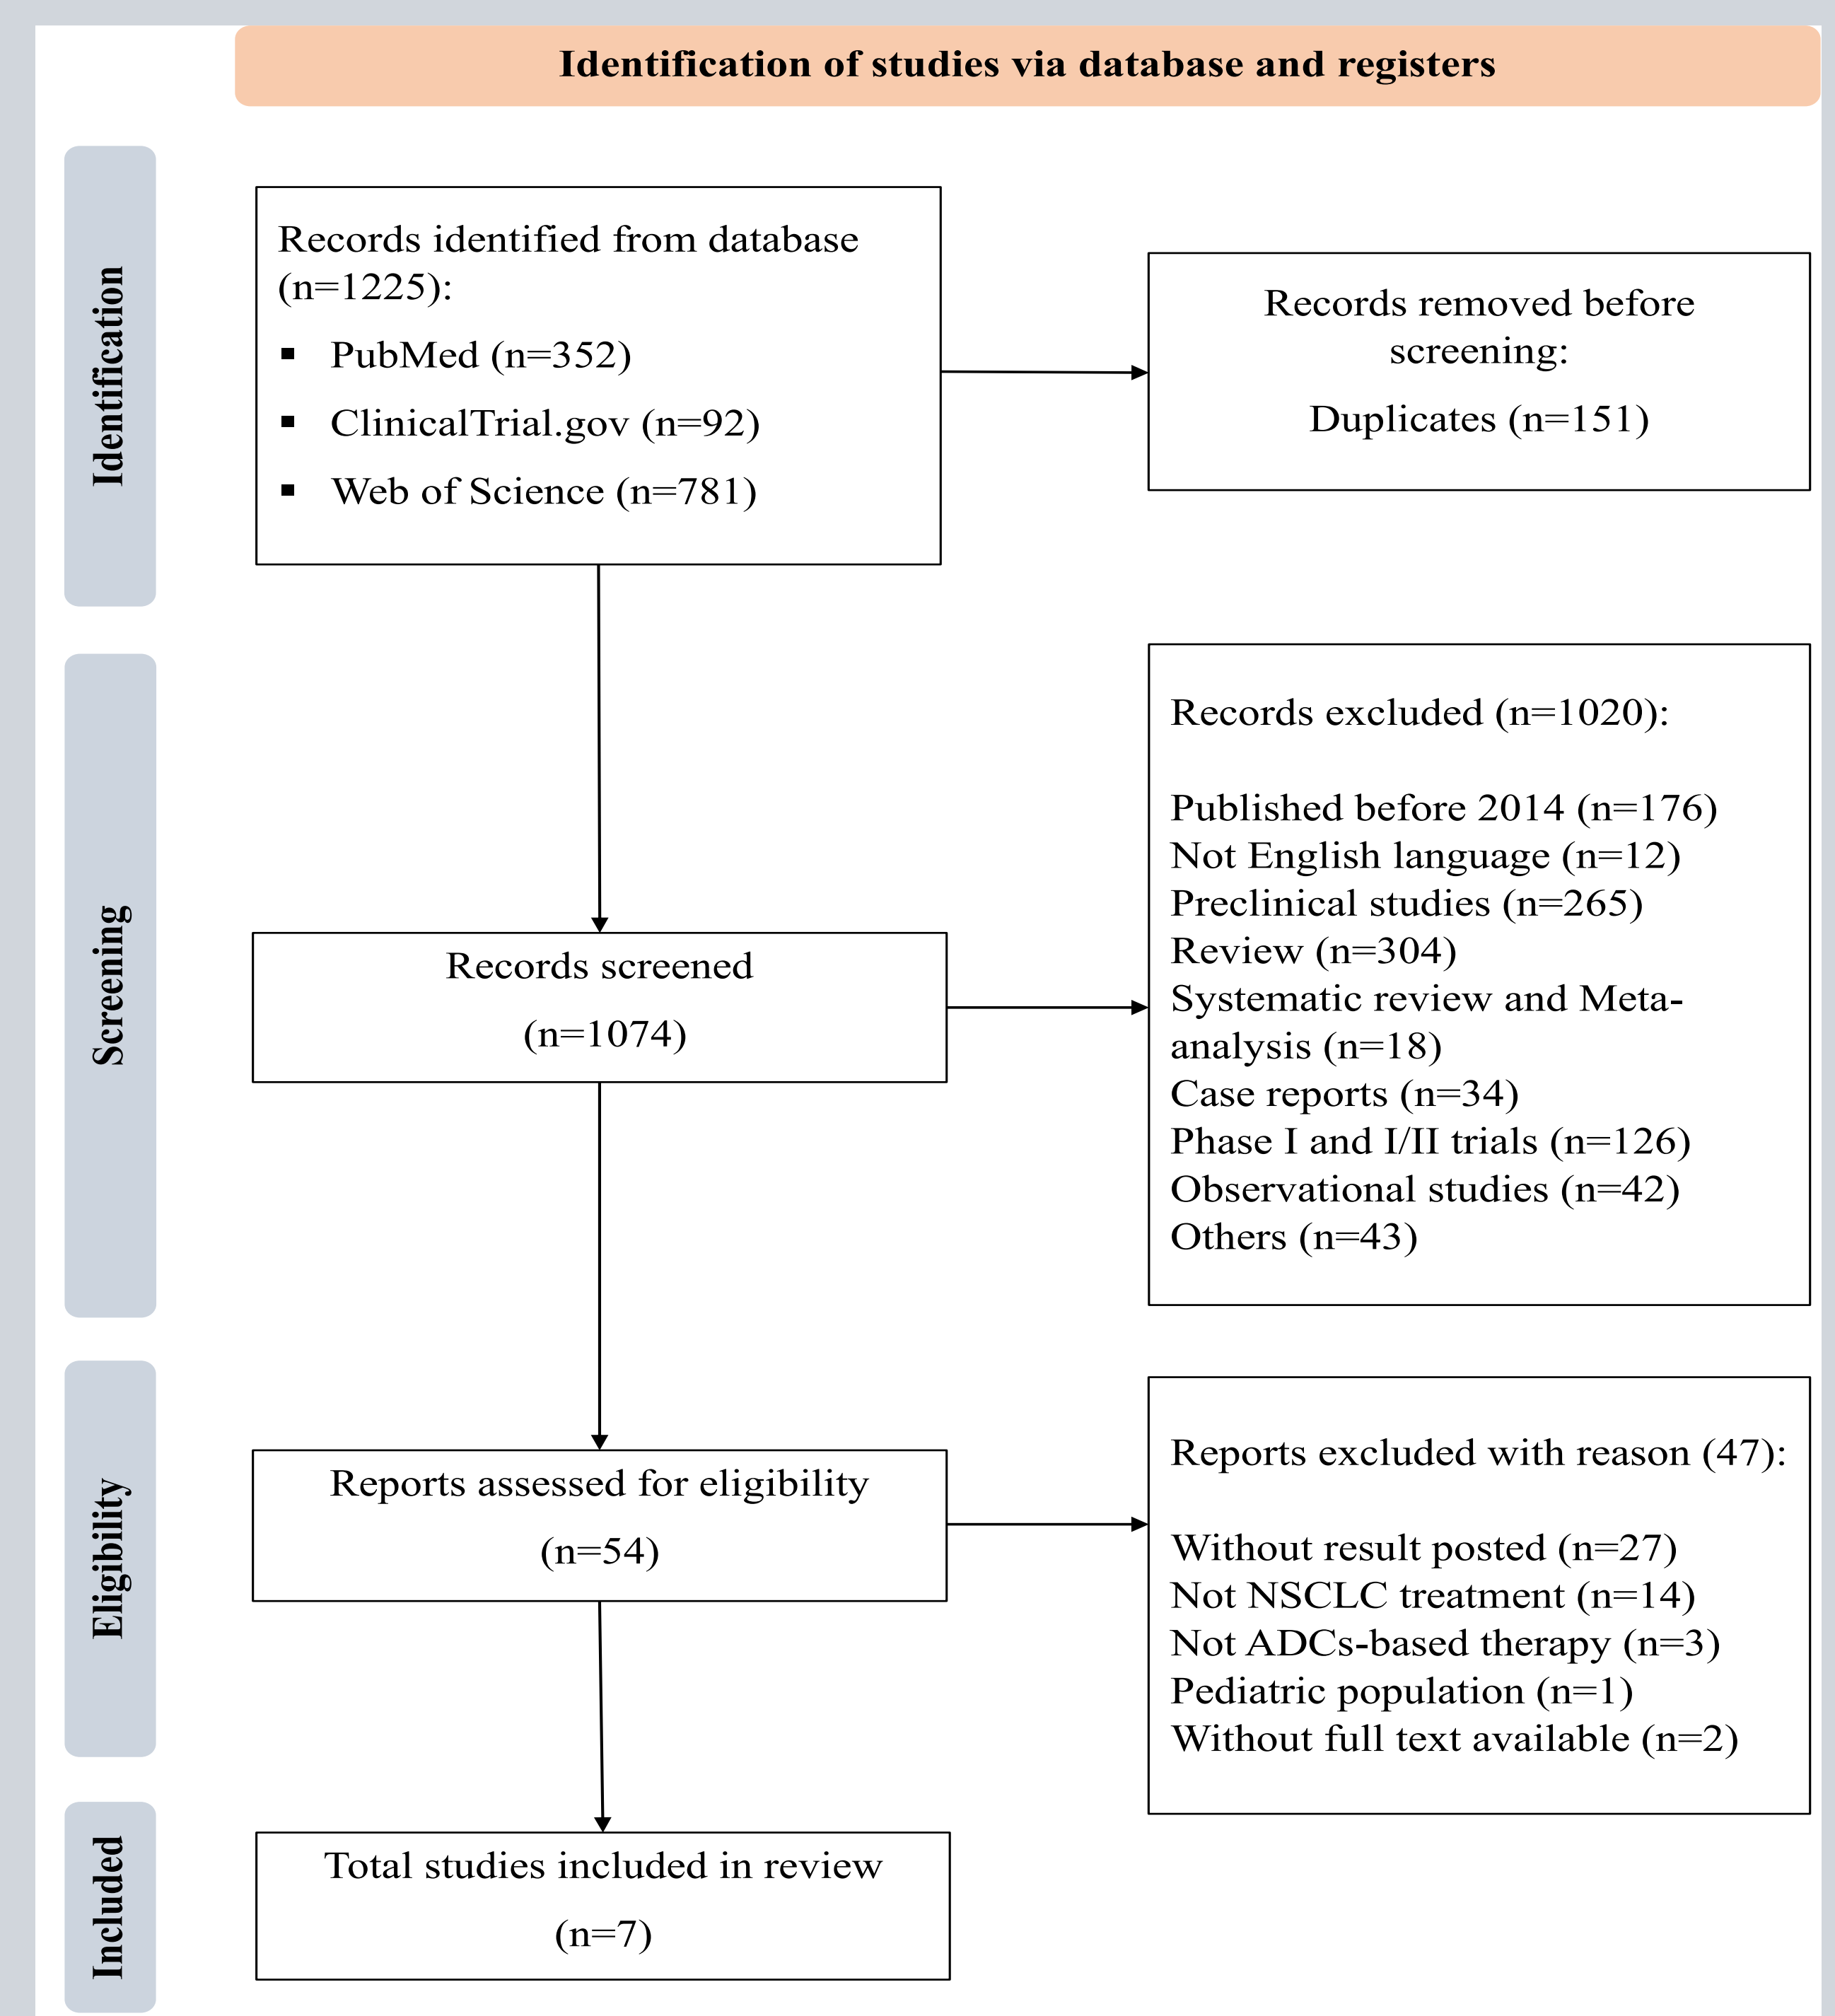 Identification of studies via database and registers
Identification
Records identified from database
(n=1225):
▪ PubMed (n=352)
▪ ClinicalTrial.gov (n=92)
▪ Web of Science (n=781)
Records removed before
screening:
Duplicates (n=151)
Screening
Records screened
(n=1074)
Records excluded (n=1020):
Published before 2014 (n=176)
Not English language (n=12)
Preclinical studies (n=265)
Review (n=304)
Systematic review and Meta-
analysis (n=18)
Case reports (n=34)
Phase I and I/II trials (n=126)
Observational studies (n=42)
Others (n=43)
Eligibility
Reports assessed for eligibility
(n=54)
Reports excluded with reason (47):
Without result posted (n=27)
Not NSCLC treatment (n=14)
Not ADCs-based therapy (n=3)
Pediatric population (n=1)
Without full text available (n=2)
Included
Total studies included in review
(n=7)